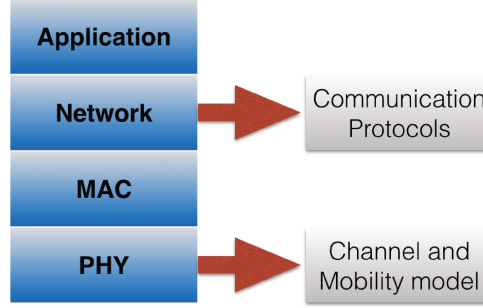 Application
Network
Communication
Protocols
MAC
PHY
Channel and
Mobility model